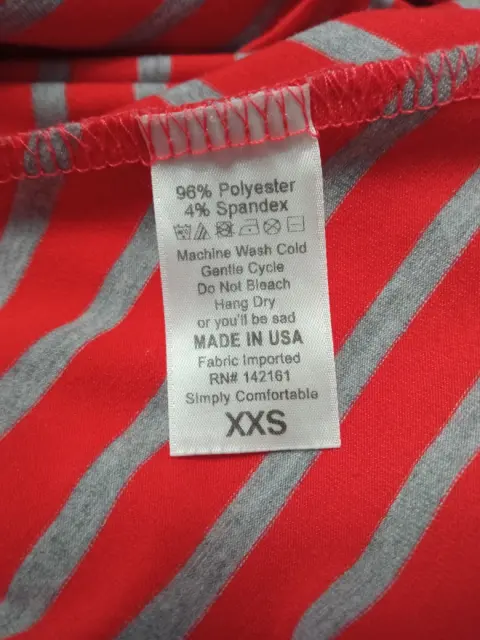 96% Polyester
4% Spandex
Machine Wash Cold
Gentle Cycle
Do Not Bleach
Hang Dry
or you'll be sad
MADE IN USA
Fabric Imported
RN# 142161
Simply Comfortable
XXS